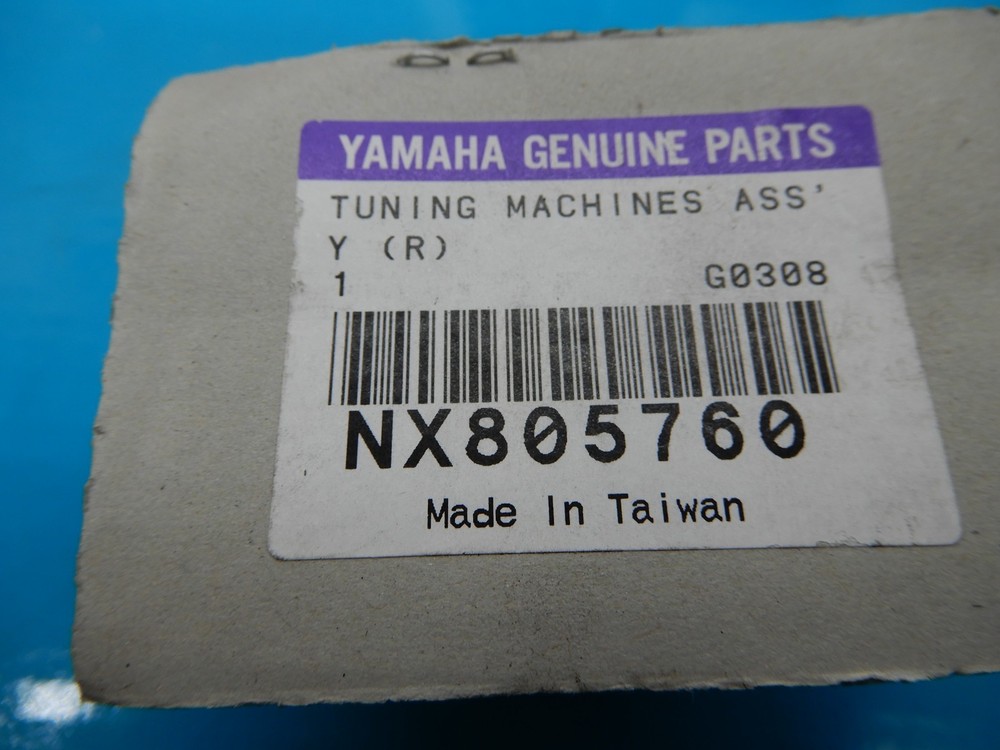 YAMAHA GENUINE PARTS
TUNING MACHINES ASS'
Y (R)
1 G0308
NX805760
Made In Taiwan